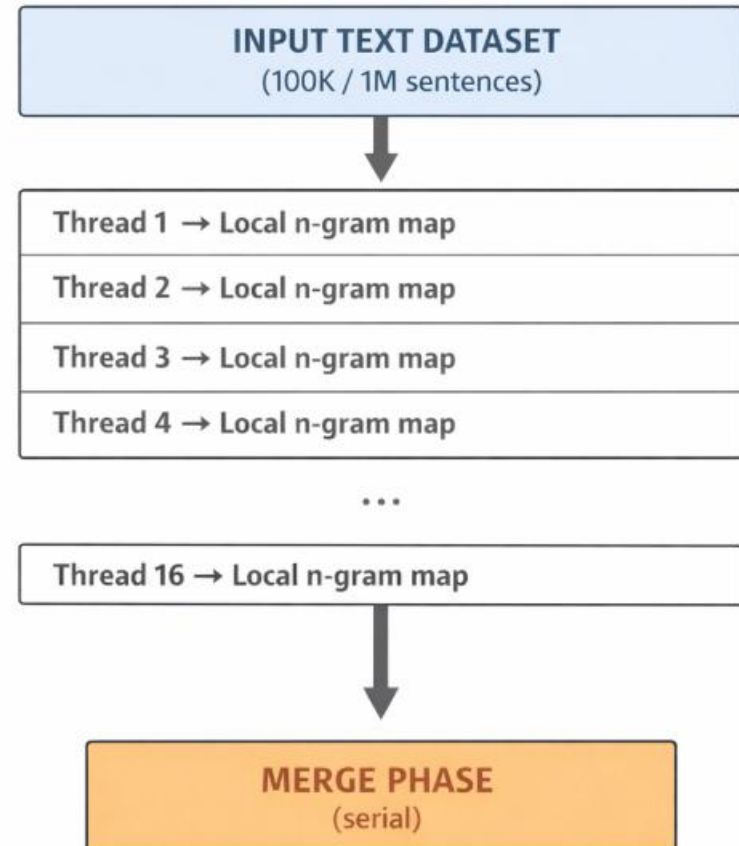 INPUT TEXT DATASET
(100K / 1M sentences)
Thread 1 → Local n-gram map
Thread 2 → Local n-gram map
Thread 3 → Local n-gram map
Thread 4 → Local n-gram map
...
Thread 16 → Local n-gram map
MERGE PHASE
(serial)